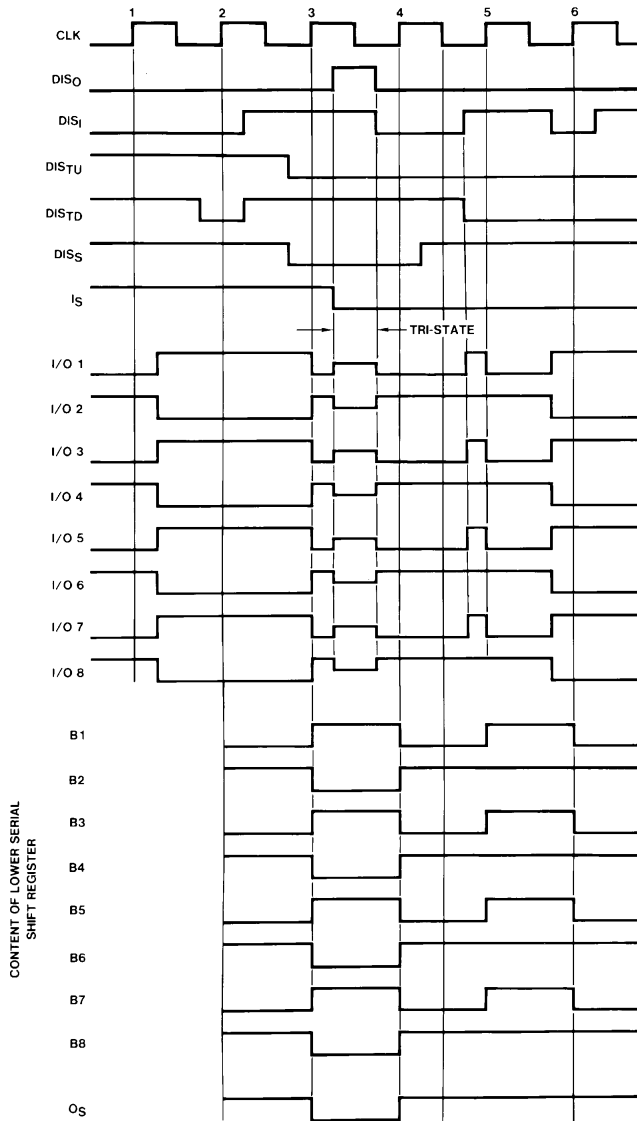 1 2 3 4 5 6
CLK
DISO
DISI
DISTU
DISTD
DISS
IS
TRI-STATE
I/O 1
I/O 2
I/O 3
I/O 4
I/O 5
I/O 6
I/O 7
I/O 8
CONTENT OF LOWER SERIAL
SHIFT REGISTER
B1
B2
B3
B4
B5
B6
B7
B8
OS